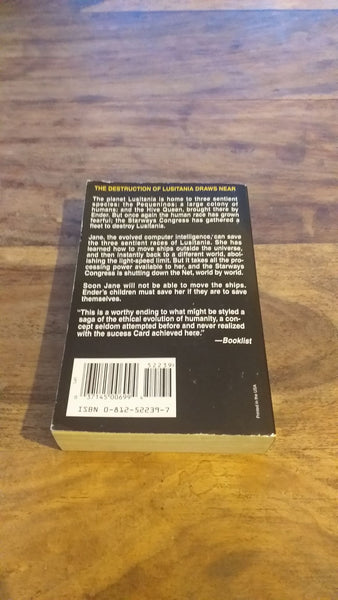 THE DESTRUCTION OF LUSITANIA DRAWS NEAR
The planet Lusitania is home to three sentient
species: the Pequeninos; a large colony of
humans; and the Hive Queen, brought there by
Ender. But once again the human race has grown
fearful; the Starways Congress has gathered a
fleet to destroy Lusitania.
Jane, the evolved computer intelligence, can save
the three sentient races of Lusitania. She has
learned how to move ships outside the universe,
and then instantly back to a different world, abol-
ishing the light-speed limit. But it takes all the pro-
cessing power available to her, and the Starways
Congress is shutting down the Net, world by world.
Soon Jane will not be able to move the ships.
Ender's children must save her if they are to save
themselves.
"This is a worthy ending to what might be styled a
saga of the ethical evolution of humanity, a con-
cept seldom attempted before and never realized
with the success Card achieved here."
—Booklist
52239
37145 00699
ISBN 0-812-52239-7
Printed in the USA